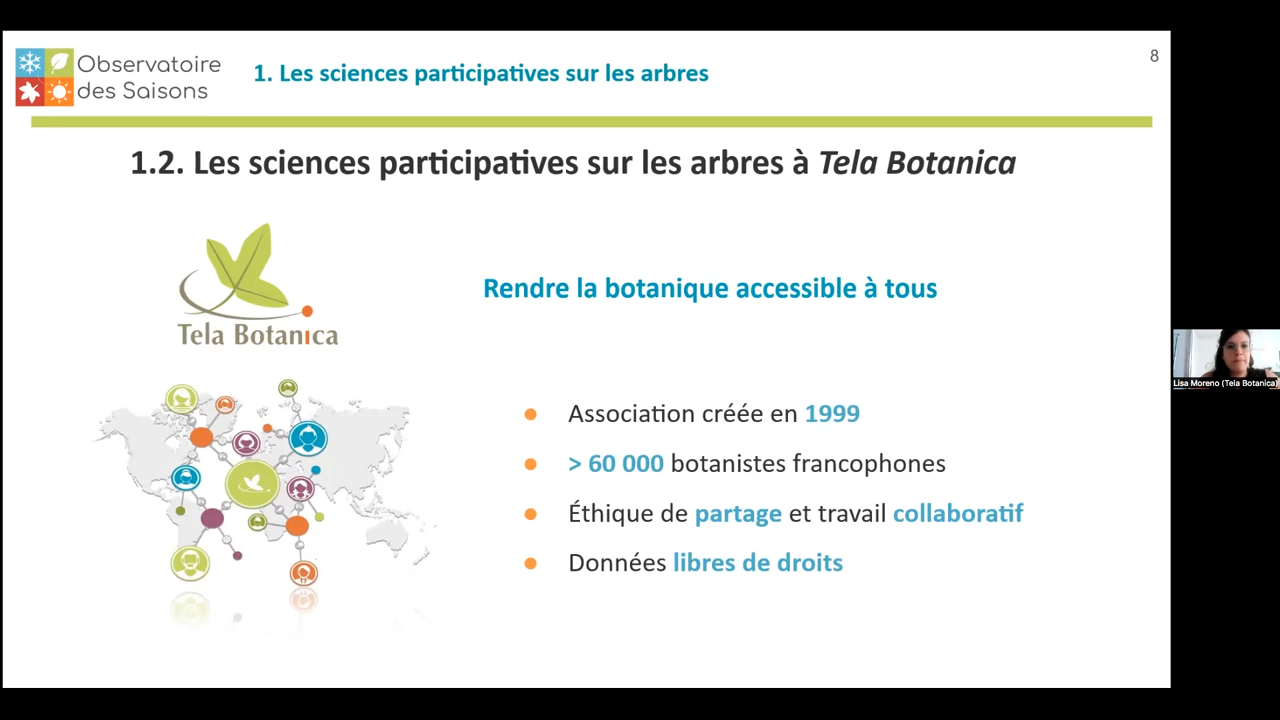 Observatoire
des Saisons
1. Les sciences participatives sur les arbres
8
1.2. Les sciences participatives sur les arbres à Tela Botanica
Tela Botanica
Rendre la botanique accessible à tous
Association créée en 1999
> 60 000 botanistes francophones
Éthique de partage et travail collaboratif
Données libres de droits
Lisa Moreno (Tela Botanica)